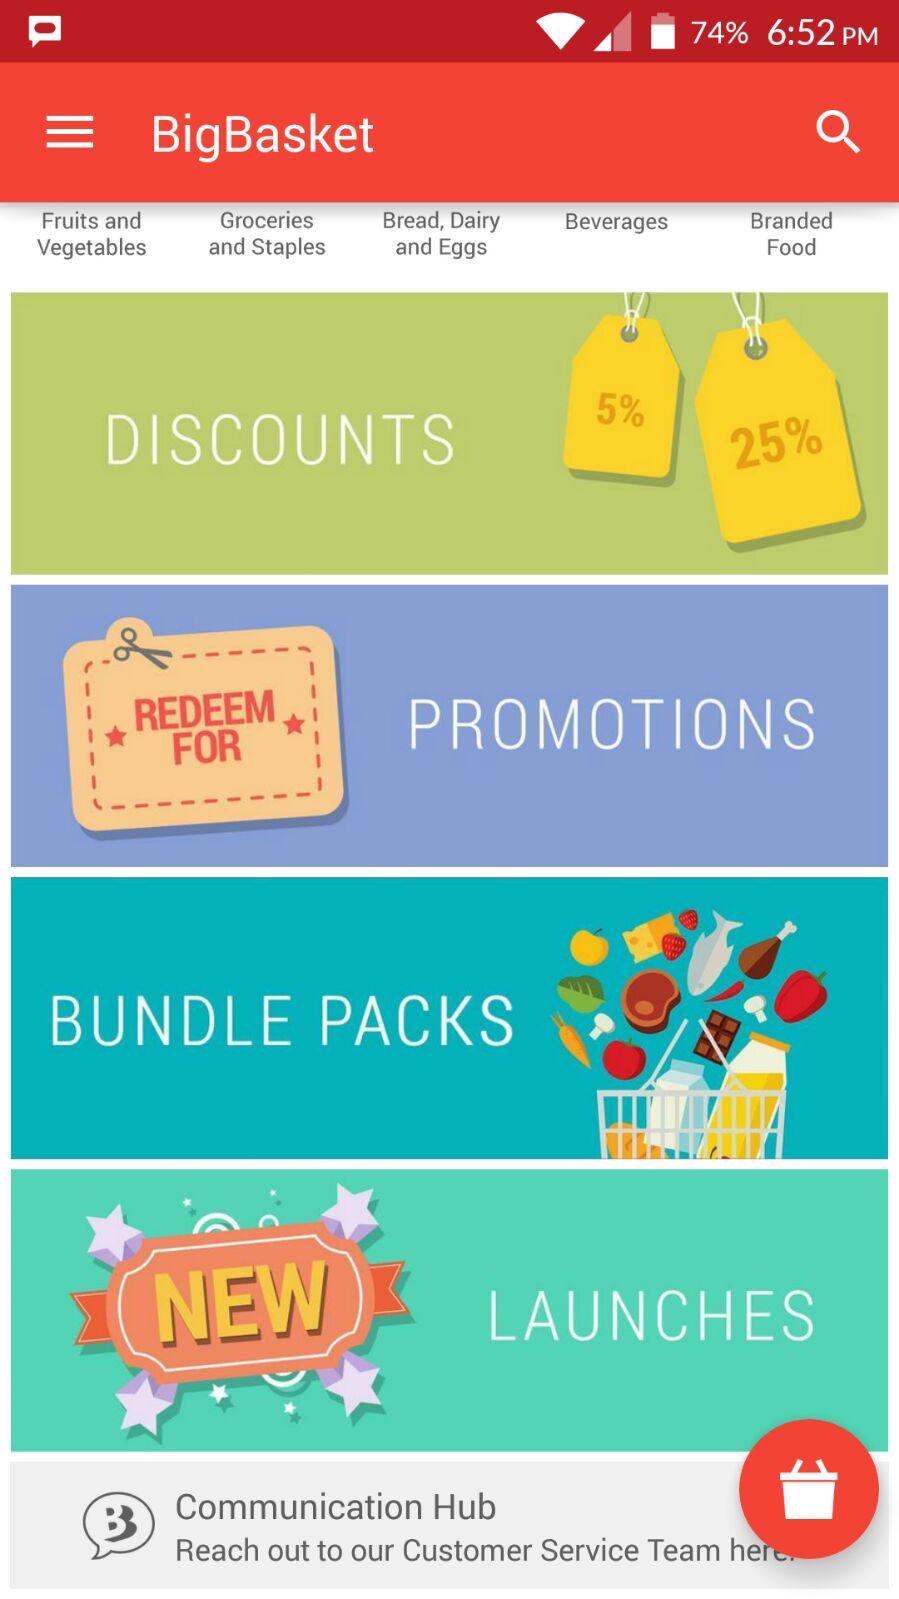 74% 6:52 PM
BigBasket
Fruits and
Vegetables
Groceries
and Staples
Bread, Dairy
and Eggs
Beverages
Branded
Food
DISCOUNTS
5%
25%
REDEEM
FOR
PROMOTIONS
BUNDLE PACKS
NEW
LAUNCHES
B
Communication Hub
Reach out to our Customer Service Team here.